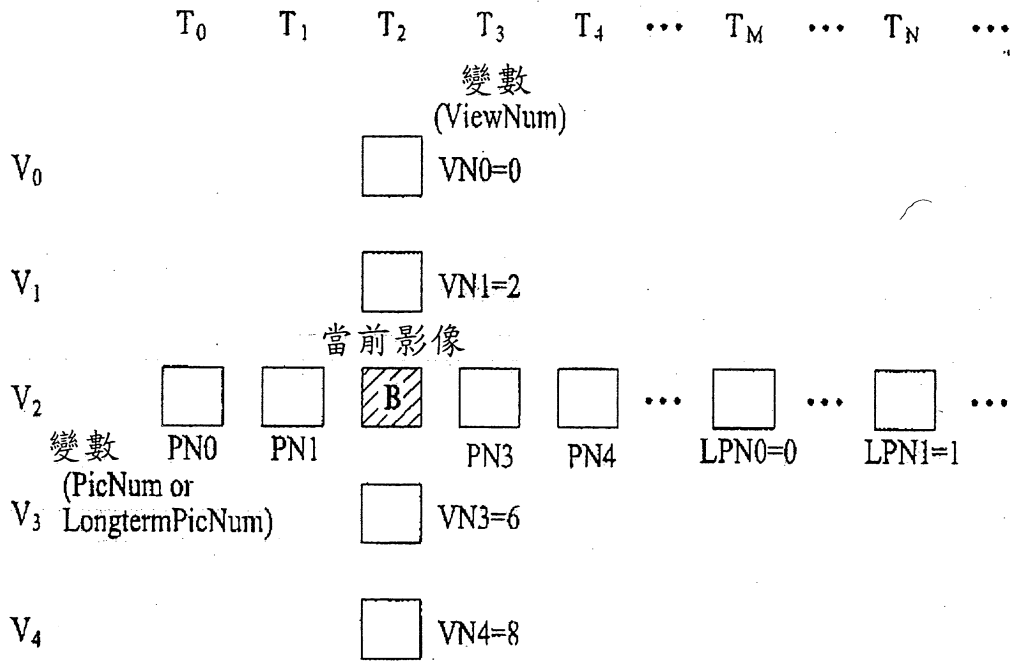 T₀ T₁ T₂ T₃ T₄ ••• T_M ••• T_N •••
變數
(ViewNum)
V₀ VN0=0
V₁ VN1=2
當前影像
V₂ B ••• ••• •••
變數 PN0 PN1 PN3 PN4 LPN0=0 LPN1=1
(PicNum or
V₃ LongtermPicNum) VN3=6
V₄ VN4=8